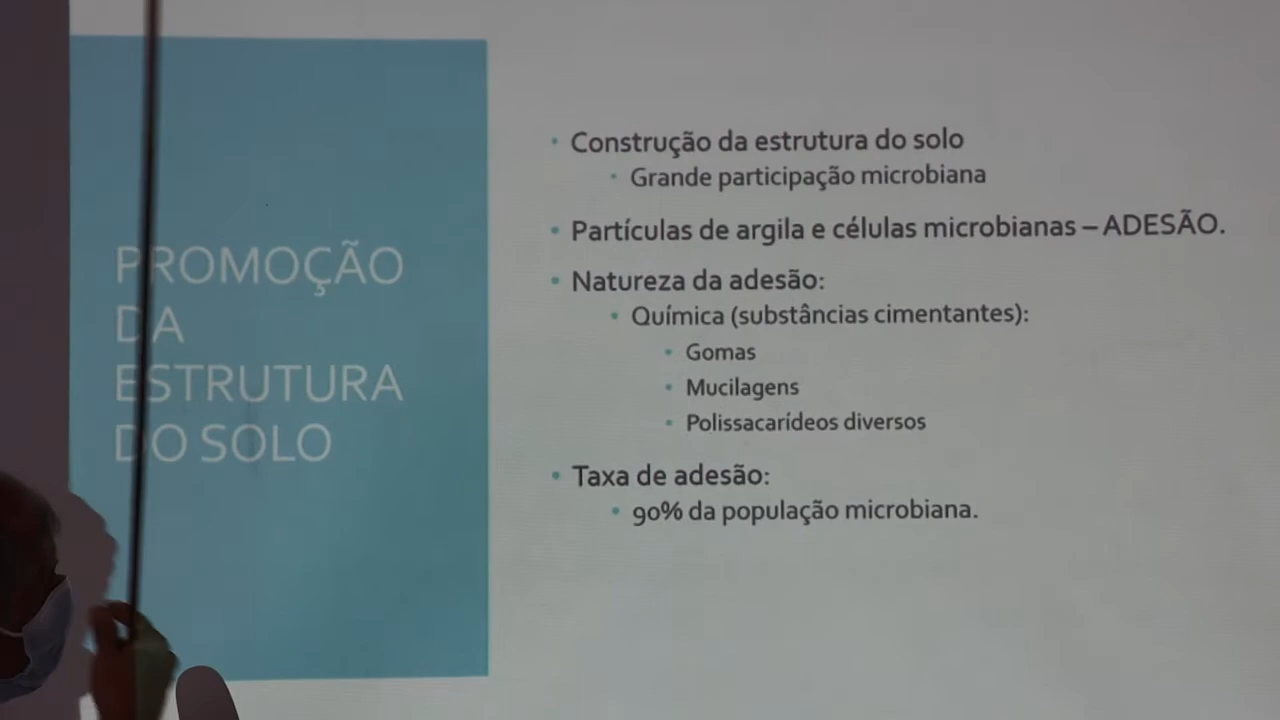 PROMOÇÃO
DA
ESTRUTURA
DO SOLO
Construção da estrutura do solo
Grande participação microbiana
Partículas de argila e células microbianas – ADESÃO.
Natureza da adesão:
Química (substâncias cimentantes):
Gomas
Mucilagens
Polissacarídeos diversos
Taxa de adesão:
90% da população microbiana.